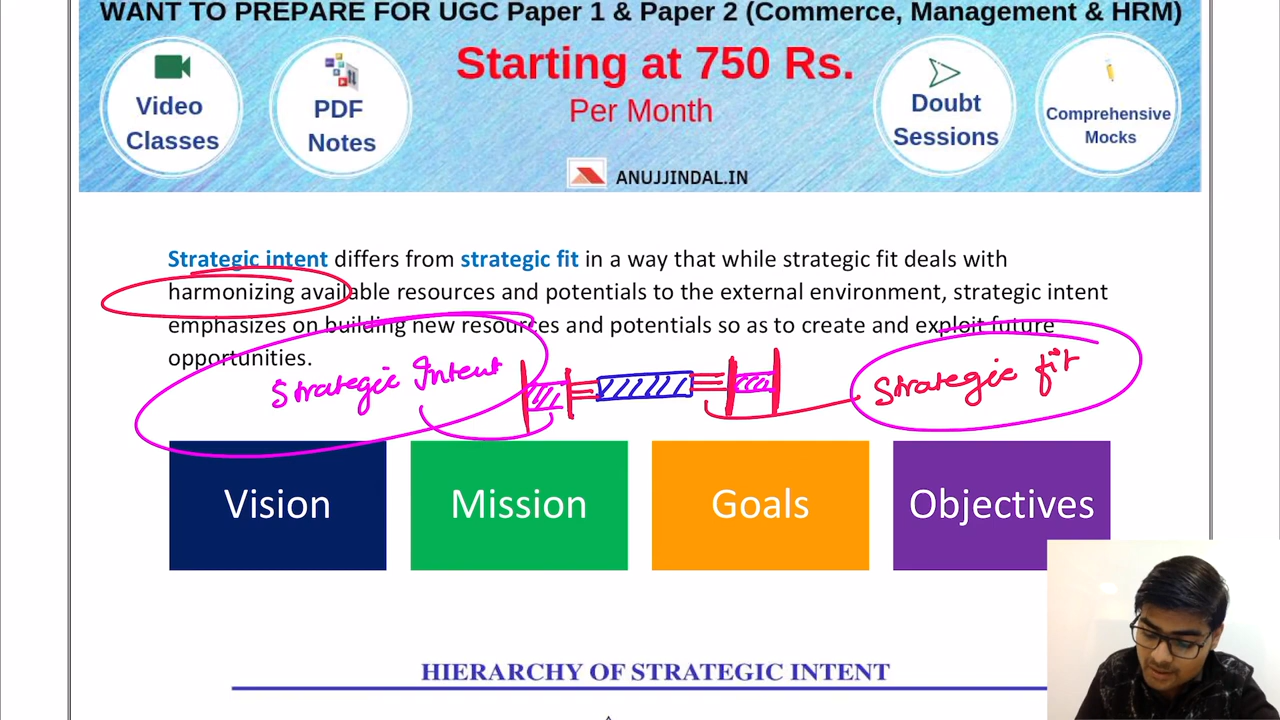 WANT TO PREPARE FOR UGC Paper 1 & Paper 2 (Commerce, Management & HRM)
Video
Classes
PDF
Notes
Starting at 750 Rs.
Per Month
Doubt
Sessions
Comprehensive
Mocks
ANUJJINDAL.IN
Strategic intent differs from strategic fit in a way that while strategic fit deals with
harmonizing available resources and potentials to the external environment, strategic intent
emphasizes on building new resources and potentials so as to create and exploit future
opportunities.
Strategic Intent
Strategic fit
Vision
Mission
Goals
Objectives
HIERARCHY OF STRATEGIC INTENT